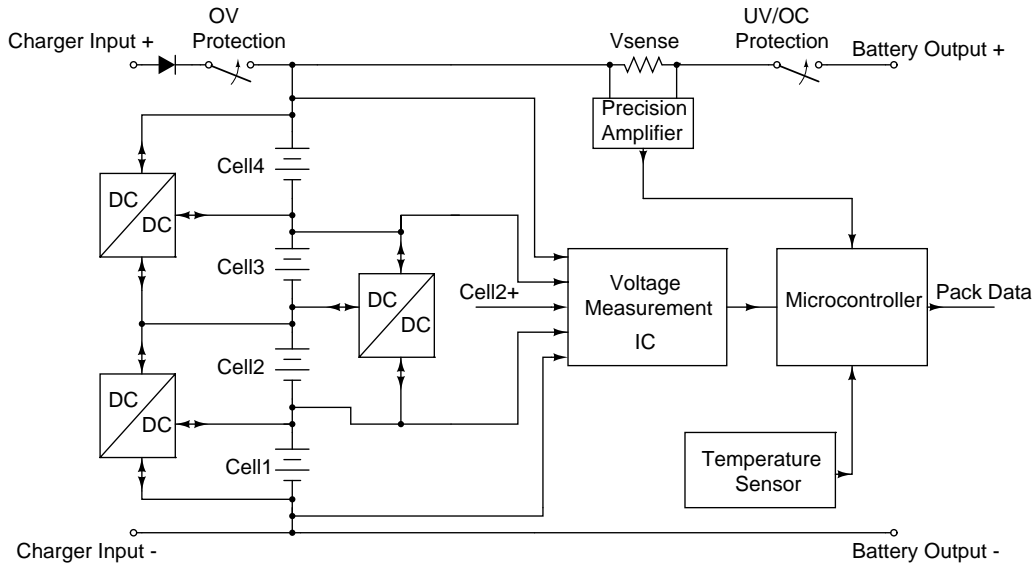 OV
Protection
Charger Input +
Vsense
UV/OC
Protection
Battery Output +
Precision
Amplifier
Cell4
DC
DC
Cell3
DC
DC
Cell2+
Voltage
Measurement
IC
Microcontroller
Pack Data
Cell2
DC
DC
Cell1
Temperature
Sensor
Charger Input -
Battery Output -